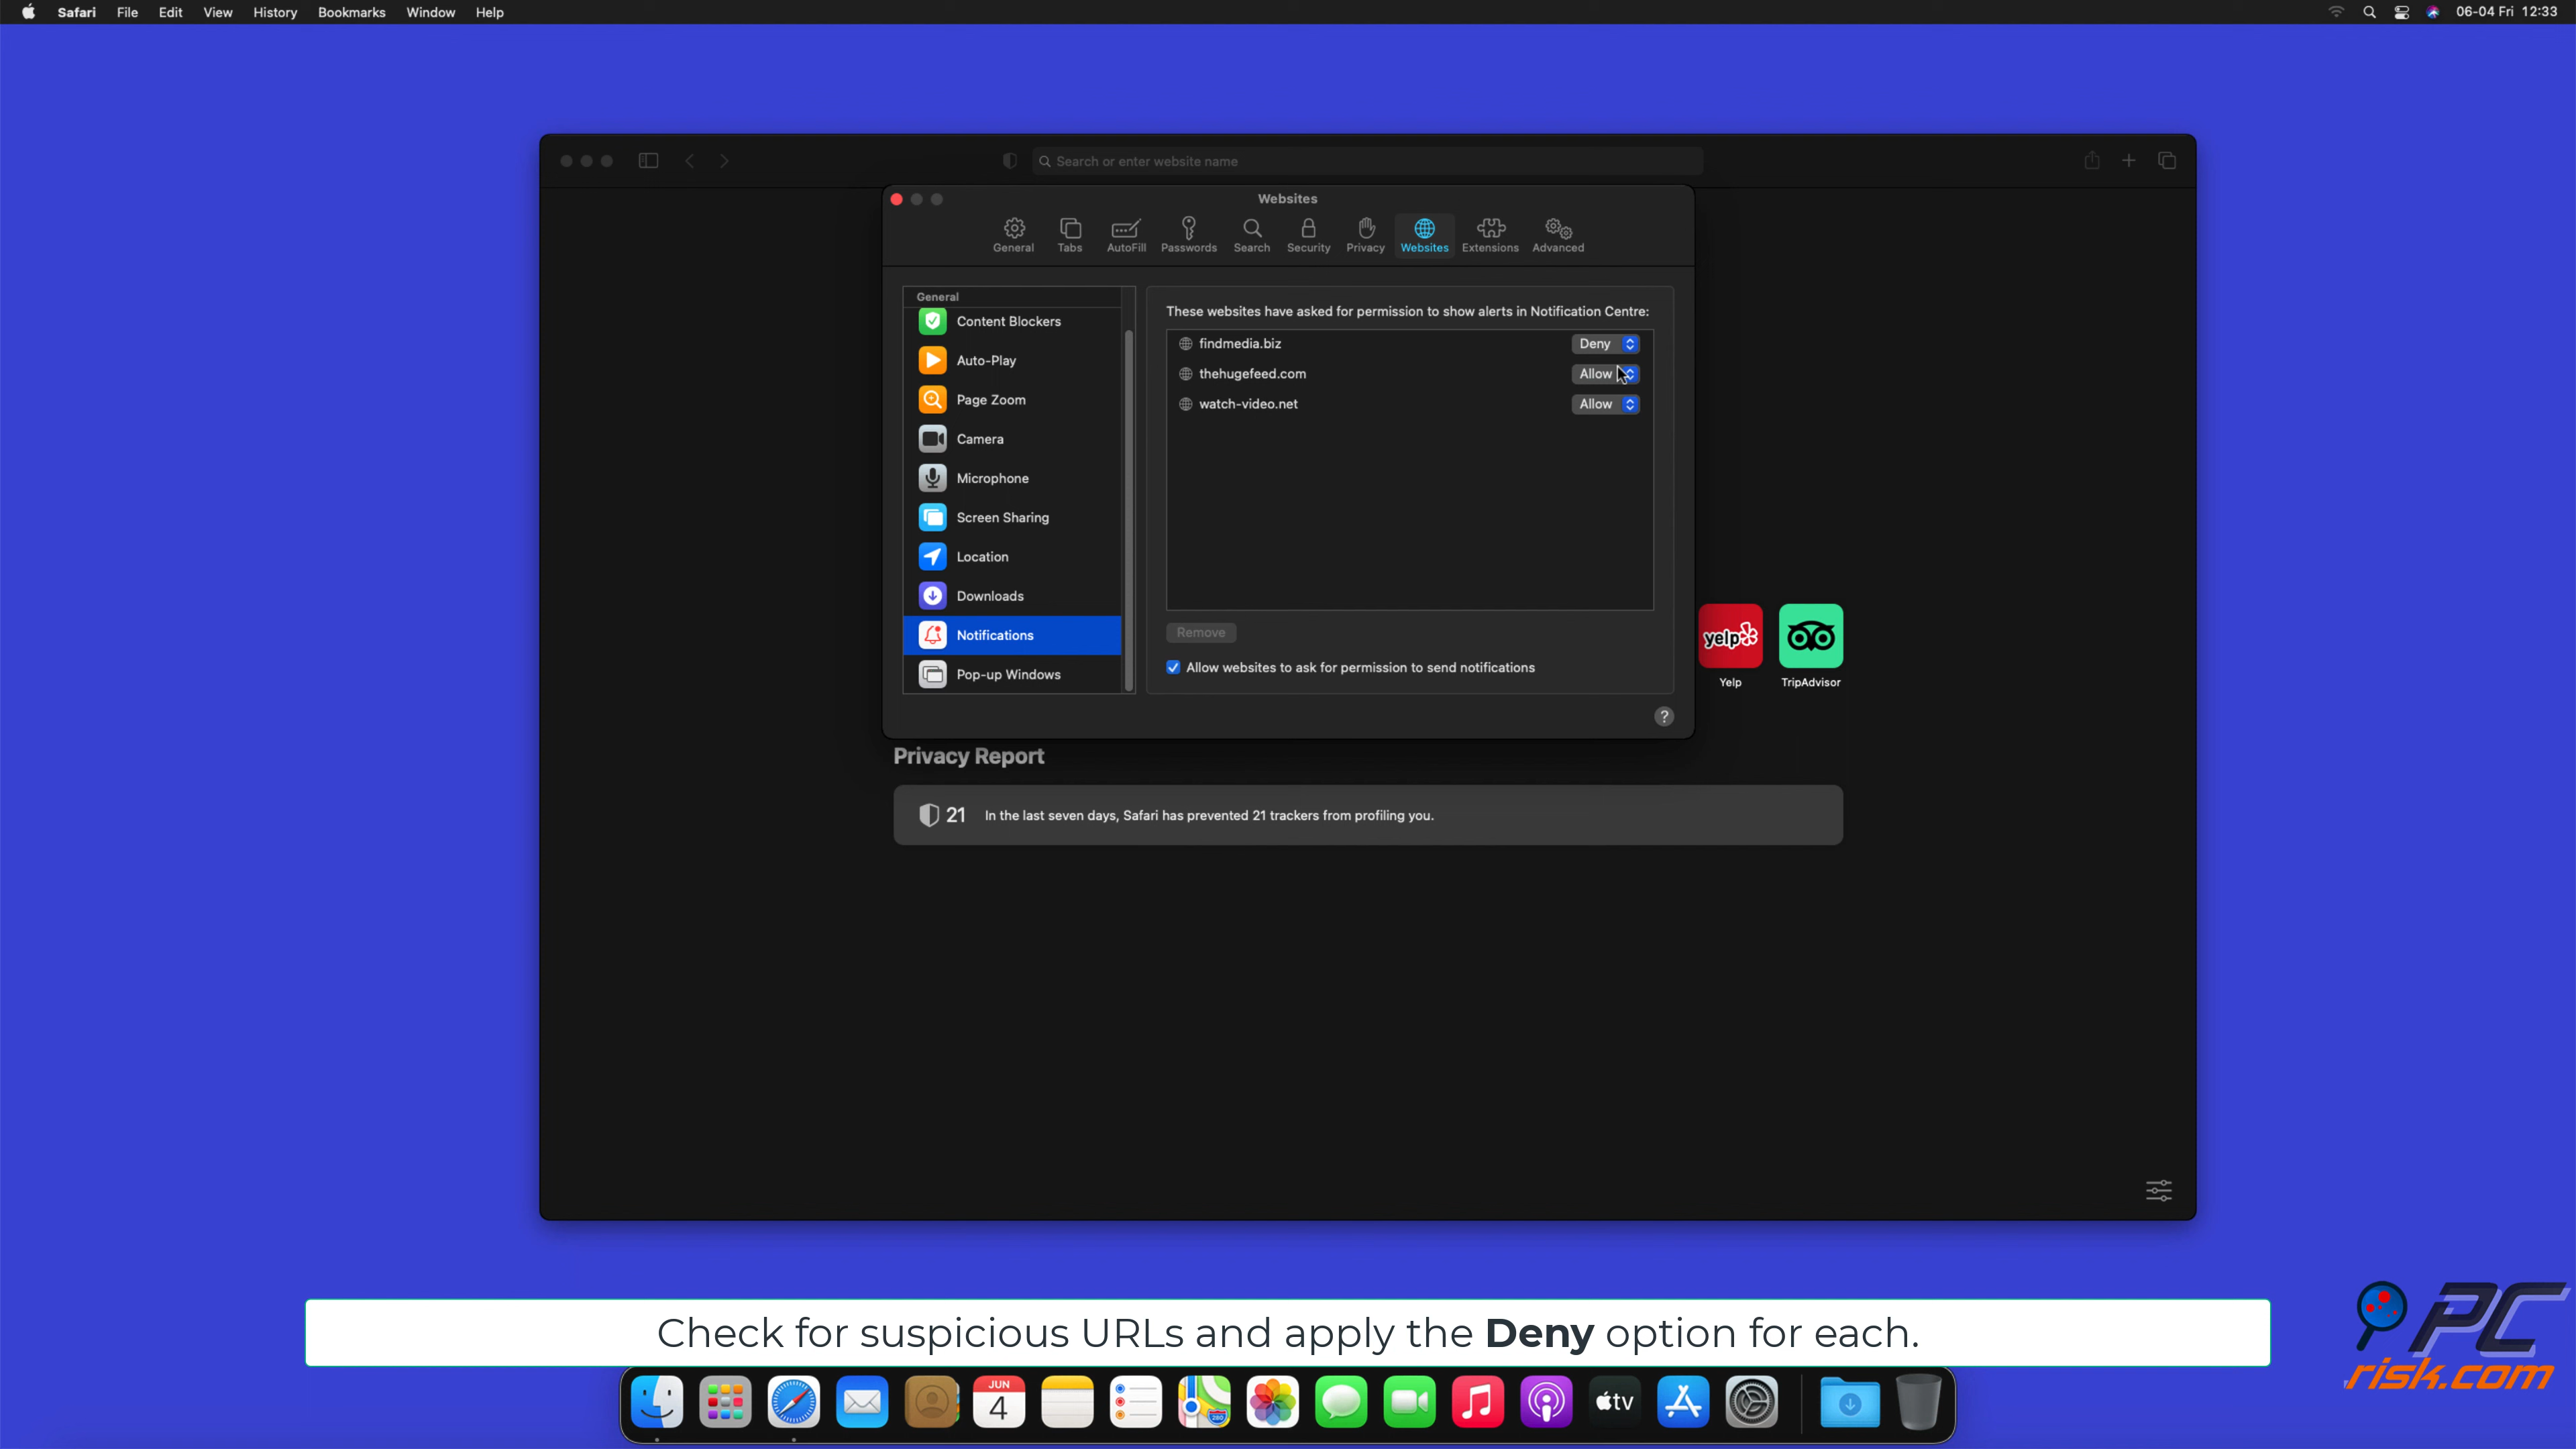 Safari File Edit View History Bookmarks Window Help
06-04 Fri 12:33
Search or enter website name
Websites
General Tabs AutoFill Passwords Search Security Privacy Websites Extensions Advanced
General
Content Blockers
Auto-Play
Page Zoom
Camera
Microphone
Screen Sharing
Location
Downloads
Notifications
Pop-up Windows
These websites have asked for permission to show alerts in Notification Centre:
findmedia.biz Deny
thehugefeed.com Allow
watch-video.net Allow
Remove
Allow websites to ask for permission to send notifications
?
yelp
Yelp TripAdvisor
Privacy Report
21 In the last seven days, Safari has prevented 21 trackers from profiling you.
Check for suspicious URLs and apply the Deny option for each.
PC
risk.com
JUN
4
280
tv